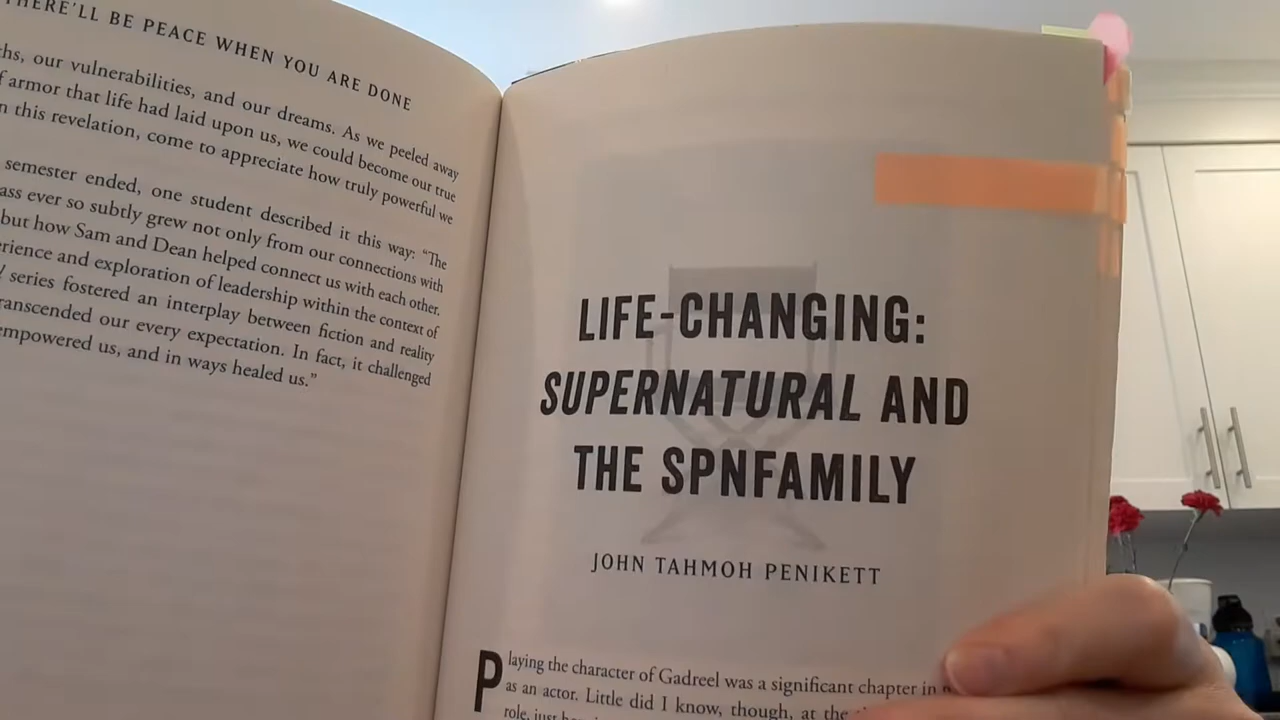 THERE'LL BE PEACE WHEN YOU ARE DONE
our vulnerabilities, and our dreams. As we peeled away
armor that life had laid upon us, we could become our true
this revelation, come to appreciate how truly powerful we
semester ended, one student described it this way: "The
ever so subtly grew not only from our connections with
but how Sam and Dean helped connect us with each other.
and exploration of leadership within the context of
series fostered an interplay between fiction and reality
transcended our every expectation. In fact, it challenged
empowered us, and in ways healed us."
LIFE-CHANGING:
SUPERNATURAL AND
THE SPNFAMILY
JOHN TAHMOH PENIKETT
Playing the character of Gadreel was a significant chapter in
as an actor. Little did I know, though, at the
role, just